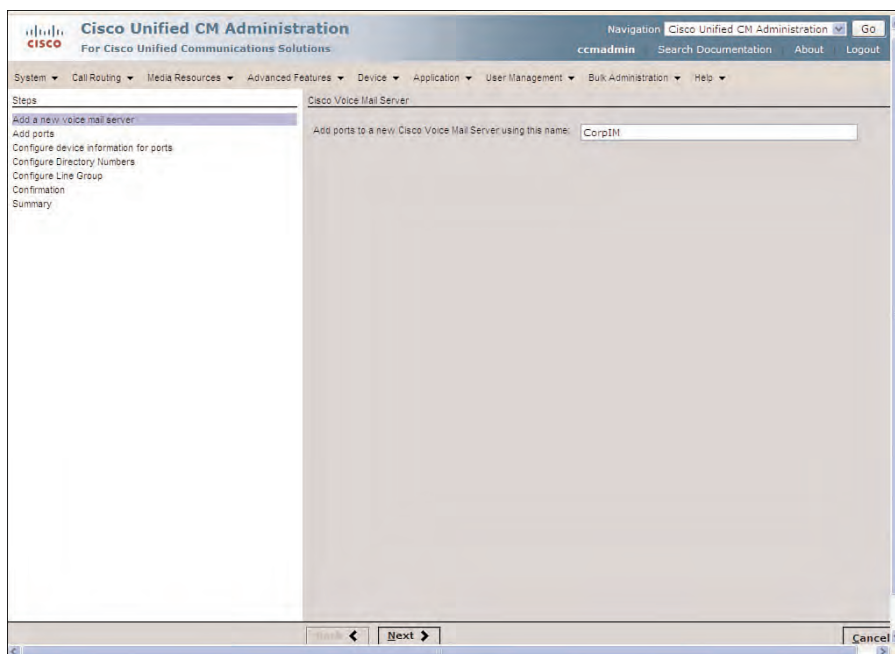 Cisco Unified CM Administration
For Cisco Unified Communications Solutions
Navigation Cisco Unified CM Administration Go
ccmadmin Search Documentation About Logout
CISCO
System Call Routing Media Resources Advanced Features Device Application User Management Bulk Administration Help
Steps
Add a new voice mail server
Add ports
Configure device information for ports
Configure Directory Numbers
Configure Line Group
Confirmation
Summary
Cisco Voice Mail Server
Add ports to a new Cisco Voice Mail Server using this name: CorpIM
Back Next Cancel